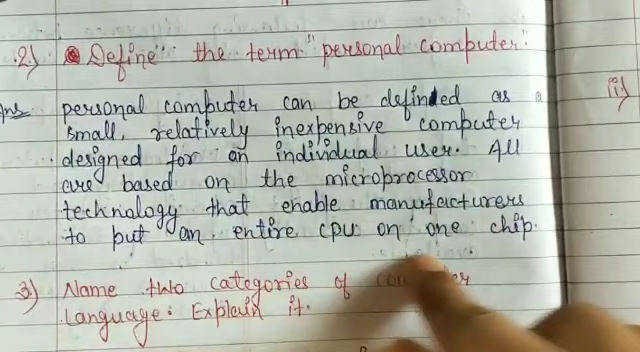 2) Define the term "personal computer."
Ans personal computer can be definded as a
small, relatively inexpensive computer
designed for an individual user. All
are based on the microprocessor
technology that enable manufacturers
to put an entire CPU on one chip.
3) Name two categories of
language. Explain it.
i)